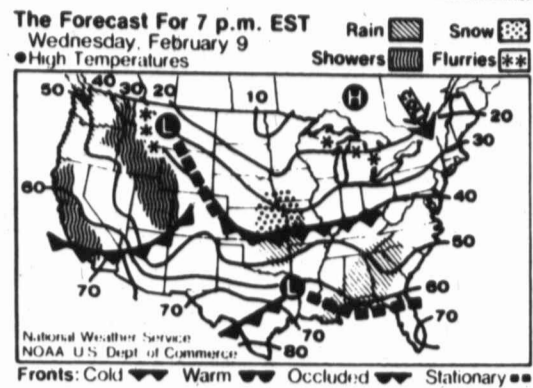 The Forecast For 7 p.m. EST
Wednesday, February 9
●High Temperatures
Rain Snow
Showers Flurries
50 40 30 20
10
H
L
20
30
60
40
50
70
70
L
60
70
70
80
National Weather Service
NOAA U S Dept of Commerce
Fronts: Cold Warm Occluded Stationary